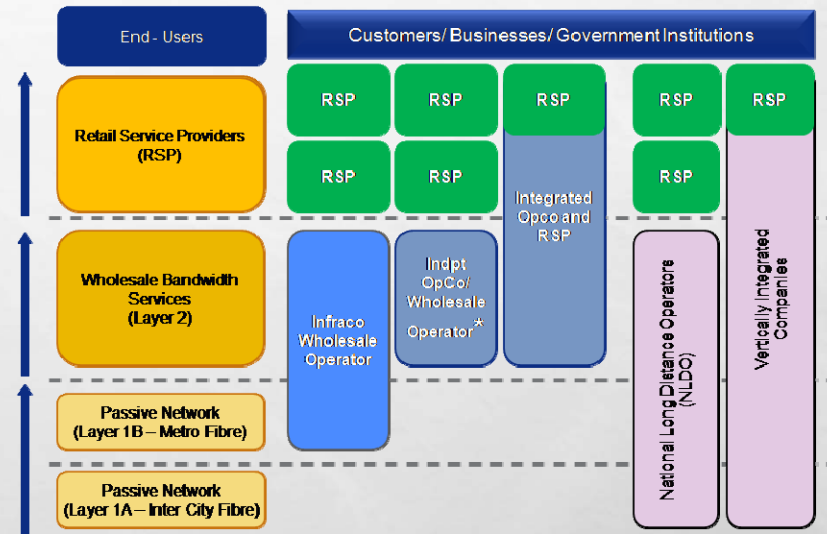 End - Users
Customers/ Businesses/ Government Institutions
Retail Service Providers
(RSP)
RSP
RSP
RSP
RSP
RSP
RSP
RSP
RSP
Integrated
Opco and
RSP
Wholesale Bandwidth
Services
(Layer 2)
Infraco
Wholesale
Operator
Indpt
OpCo/
Wholesale
Operator*
National Long Distance Operators
(NLDO)
Vertically Integrated
Companies
Passive Network
(Layer 1B – Metro Fibre)
Passive Network
(Layer 1A – Inter City Fibre)